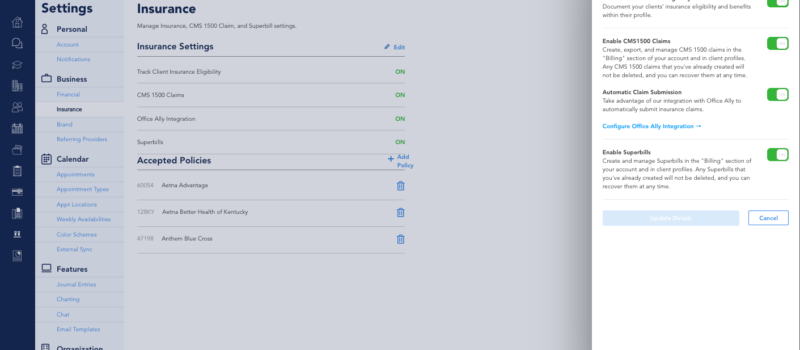 Settings
Personal
Account
Notifications
Business
Financial
Insurance
Brand
Referring Providers
Calendar
Appointments
Appointment Types
Appt Locations
Weekly Availabilities
Color Schemes
External Sync
Features
Journal Entries
Charting
Chat
Email Templates
Organization
Insurance
Manage Insurance, CMS 1500 Claim, and Superbill settings.
Insurance Settings
Edit
Track Client Insurance Eligibility ON
CMS 1500 Claims ON
Office Ally Integration ON
Superbills ON
Accepted Policies
+ Add
Policy
60054 Aetna Advantage
128KY Aetna Better Health of Kentucky
47198 Anthem Blue Cross
Document your clients' insurance eligibility and benefits
within their profile.
Enable CMS1500 Claims
Create, export, and manage CMS 1500 claims in the
"Billing" section of your account and in client profiles.
Any CMS 1500 claims that you've already created will
not be deleted, and you can recover them at any time.
Automatic Claim Submission
Take advantage of our integration with Office Ally to
automatically submit insurance claims.
Configure Office Ally Integration →
Enable Superbills
Create and manage Superbills in the "Billing" section of
your account and in client profiles. Any Superbills that
you've already created will not be deleted, and you can
recover them at any time.
Update Details
Cancel